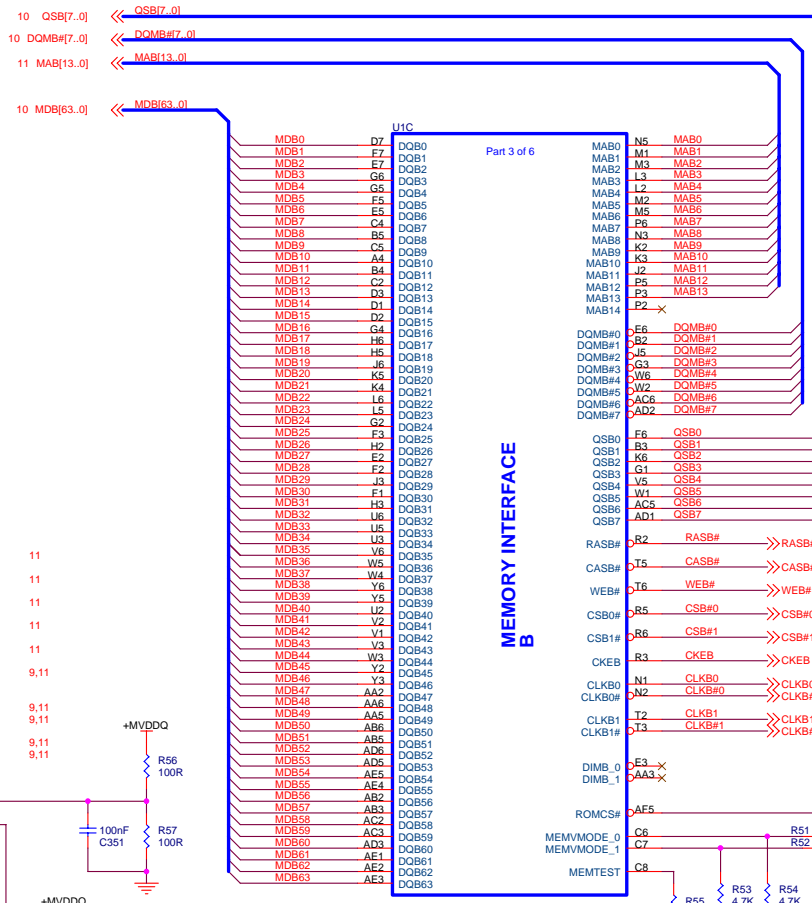 10 QSB[7..0] QSB[7..0]
10 DQMB#[7..0] DQMB#[7..0]
11 MAB[13..0] MAB[13..0]
10 MDB[63..0] MDB[63..0]
U1C
Part 3 of 6
MEMORY INTERFACE
B
MDB0 D7 DQB0
MDB1 F7 DQB1
MDB2 E7 DQB2
MDB3 G6 DQB3
MDB4 G5 DQB4
MDB5 F5 DQB5
MDB6 E5 DQB6
MDB7 C4 DQB7
MDB8 B5 DQB8
MDB9 C5 DQB9
MDB10 A4 DQB10
MDB11 B4 DQB11
MDB12 C2 DQB12
MDB13 D3 DQB13
MDB14 D1 DQB14
MDB15 D2 DQB15
MDB16 G4 DQB16
MDB17 H6 DQB17
MDB18 H5 DQB18
MDB19 J6 DQB19
MDB20 K5 DQB20
MDB21 K4 DQB21
MDB22 L6 DQB22
MDB23 L5 DQB23
MDB24 G2 DQB24
MDB25 F3 DQB25
MDB26 H2 DQB26
MDB27 E2 DQB27
MDB28 F2 DQB28
MDB29 J3 DQB29
MDB30 F1 DQB30
MDB31 H3 DQB31
MDB32 U6 DQB32
MDB33 U5 DQB33
MDB34 U3 DQB34
MDB35 V6 DQB35
MDB36 W5 DQB36
MDB37 W4 DQB37
MDB38 Y6 DQB38
MDB39 Y5 DQB39
MDB40 U2 DQB40
MDB41 V2 DQB41
MDB42 V1 DQB42
MDB43 V3 DQB43
MDB44 W3 DQB44
MDB45 Y2 DQB45
MDB46 Y3 DQB46
MDB47 AA2 DQB47
MDB48 AA6 DQB48
MDB49 AA5 DQB49
MDB50 AB6 DQB50
MDB51 AB5 DQB51
MDB52 AD6 DQB52
MDB53 AD5 DQB53
MDB54 AE5 DQB54
MDB55 AE4 DQB55
MDB56 AB2 DQB56
MDB57 AB3 DQB57
MDB58 AC2 DQB58
MDB59 AC3 DQB59
MDB60 AD3 DQB60
MDB61 AE1 DQB61
MDB62 AE2 DQB62
MDB63 AE3 DQB63
MAB0 N5 MAB0
MAB1 M1 MAB1
MAB2 M3 MAB2
MAB3 L3 MAB3
MAB4 L2 MAB4
MAB5 M2 MAB5
MAB6 M5 MAB6
MAB7 P6 MAB7
MAB8 N3 MAB8
MAB9 K2 MAB9
MAB10 K3 MAB10
MAB11 J2 MAB11
MAB12 P5 MAB12
MAB13 P3 MAB13
MAB14 P2
DQMB#0 E6 DQMB#0
DQMB#1 B2 DQMB#1
DQMB#2 J5 DQMB#2
DQMB#3 G3 DQMB#3
DQMB#4 W6 DQMB#4
DQMB#5 W2 DQMB#5
DQMB#6 AC6 DQMB#6
DQMB#7 AD2 DQMB#7
QSB0 F6 QSB0
QSB1 B3 QSB1
QSB2 K6 QSB2
QSB3 G1 QSB3
QSB4 V5 QSB4
QSB5 W1 QSB5
QSB6 AC5 QSB6
QSB7 AD1 QSB7
RASB# R2 RASB# RASB#
CASB# T5 CASB# CASB#
WEB# T6 WEB# WEB#
CSB0# R5 CSB#0 CSB#0
CSB1# R6 CSB#1 CSB#1
CKEB R3 CKEB CKEB
CLKB0 N1 CLKB0 CLKB0
CLKB0# N2 CLKB#0 CLKB#
CLKB1 T2 CLKB1 CLKB1
CLKB1# T3 CLKB#1 CLKB#
DIMB_0 E3
DIMB_1 AA3
ROMCS# AF5
MEMVMODE_0 C6
MEMVMODE_1 C7
MEMTEST C8
R51
R52
R53
4.7K
R54
4.7K
R55
11
11
11
11
11
9,11
9,11
9,11
9,11
9,11
+MVDDQ
R56
100R
100nF
C351
R57
100R
+MVDDQ